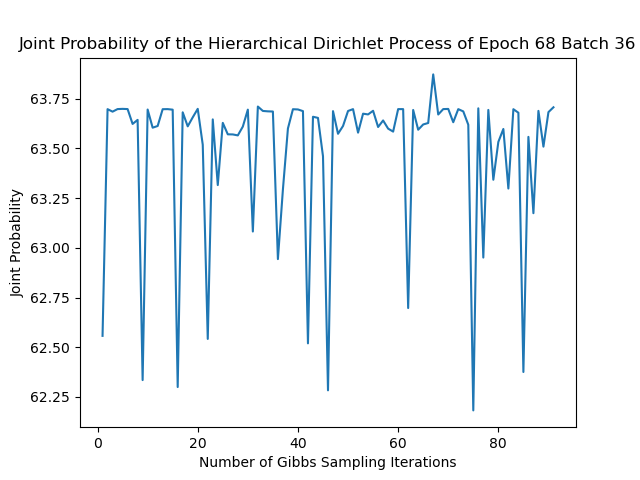 Joint Probability of the Hierarchical Dirichlet Process of Epoch 68 Batch 36
63.75
63.50
63.25
63.00
62.75
62.50
62.25
Joint Probability
0 20 40 60 80
Number of Gibbs Sampling Iterations